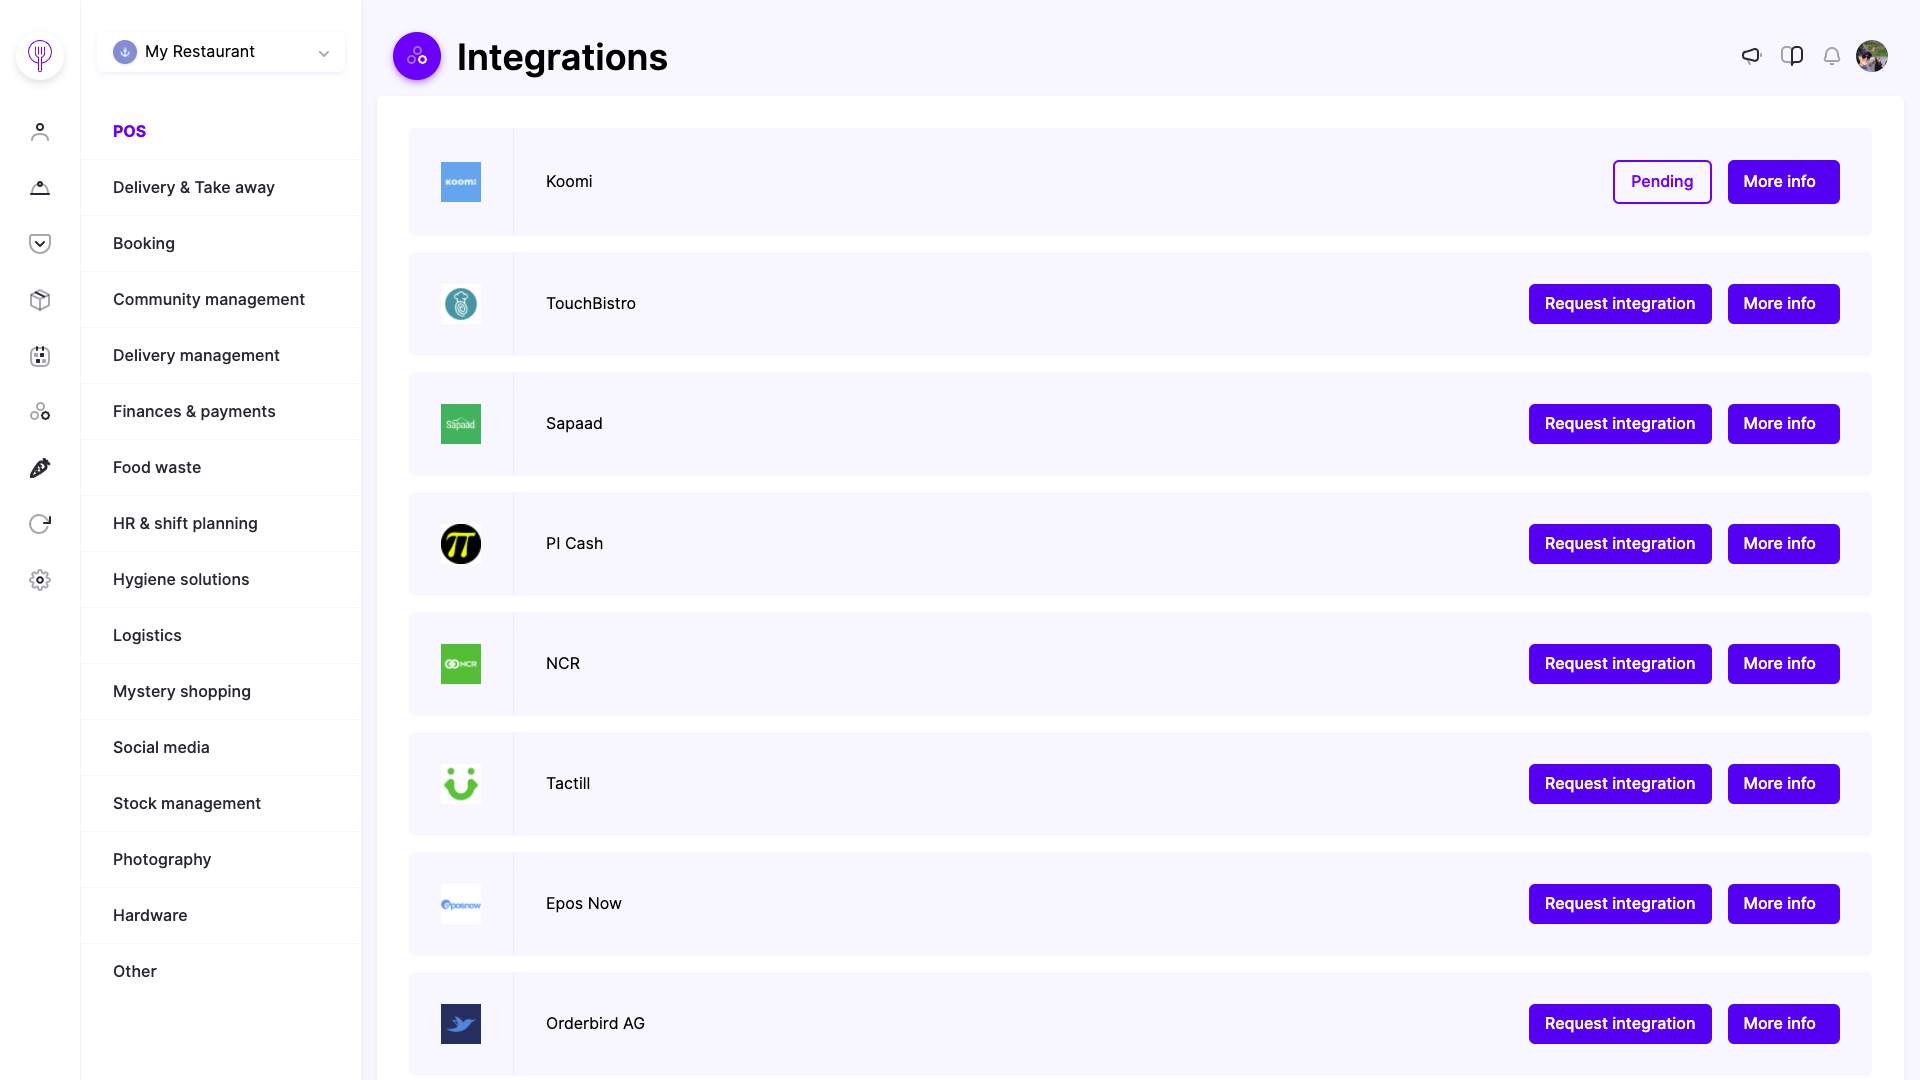 My Restaurant
Integrations
POS
Delivery & Take away
Booking
Community management
Delivery management
Finances & payments
Food waste
HR & shift planning
Hygiene solutions
Logistics
Mystery shopping
Social media
Stock management
Photography
Hardware
Other
KOOMI
Koomi
Pending
More info
TouchBistro
Request integration
More info
Sapaad
Sapaad
Request integration
More info
PI Cash
Request integration
More info
NCR
NCR
Request integration
More info
Tactill
Request integration
More info
eposnow
Epos Now
Request integration
More info
Orderbird AG
Request integration
More info